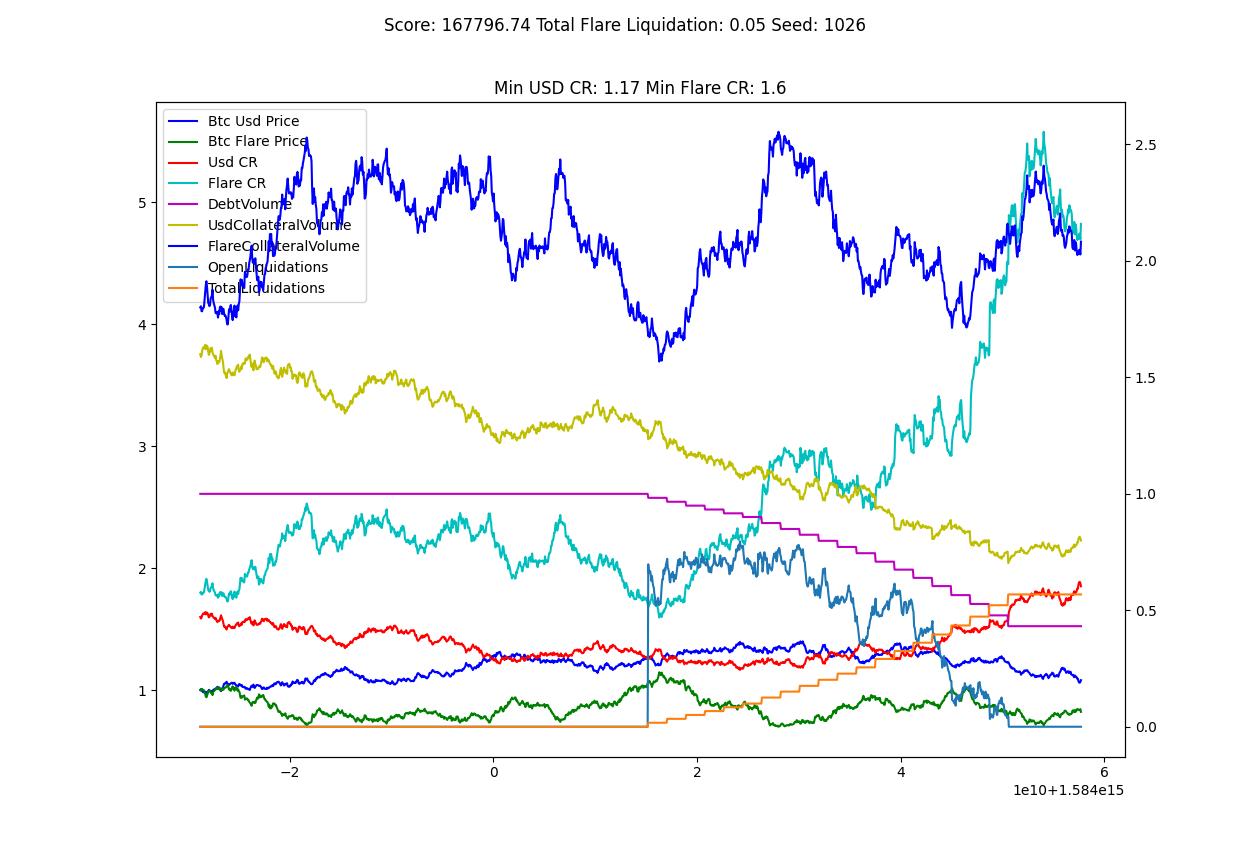 Score: 167796.74 Total Flare Liquidation: 0.05 Seed: 1026
Min USD CR: 1.17 Min Flare CR: 1.6
Btc Usd Price
Btc Flare Price
Usd CR
Flare CR
DebtVolume
UsdCollateralVolume
FlareCollateralVolume
OpenLiquidations
TotalLiquidations
5
4
3
2
1
2.5
2.0
1.5
1.0
0.5
0.0
−2
0
2
4
6
1e10+1.584e15